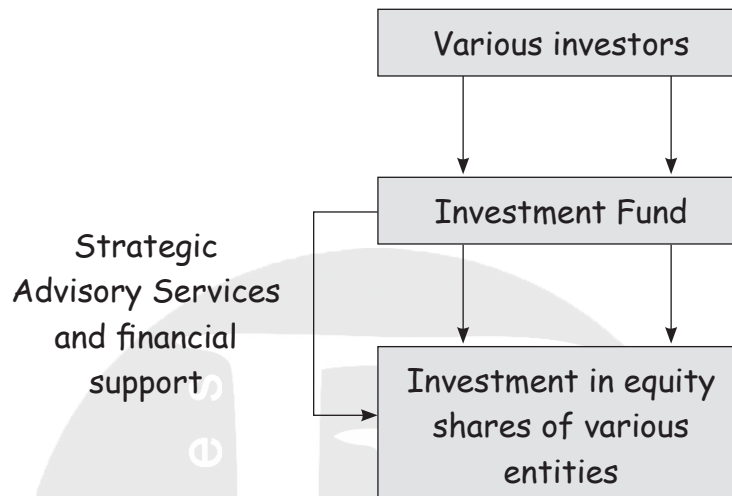 Various investors
Investment Fund
Strategic
Advisory Services
and financial
support
Investment in equity
shares of various
entities
e s